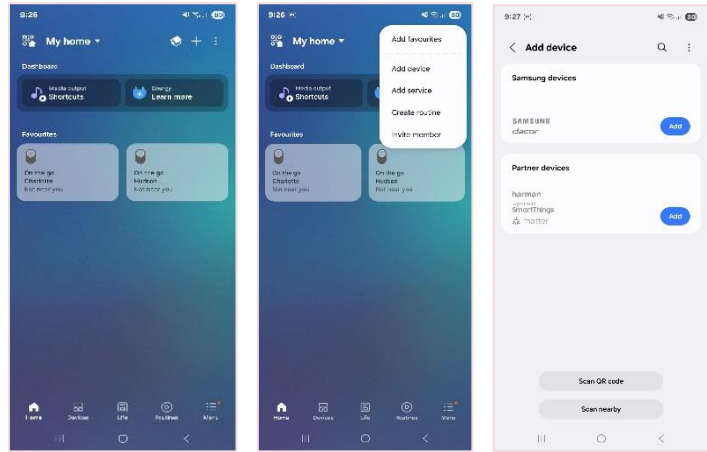 9:26
My home
Dashboard
Media output
Shortcuts
Energy
Learn more
Favourites
On the go
Charlotte
Not near you
On the go
Hudson
Not near you
Home
Devices
Life
Routines
Menu
9:26
My home
Dashboard
Media output
Shortcuts
Favourites
On the go
Charlotte
Not near you
On the go
Hudson
Not near you
Add favourites
Add device
Add service
Create routine
Invite member
Home
Devices
Life
Routines
Menu
9:27
Add device
Samsung devices
SAMSUNG
dacor
Add
Partner devices
harman
SmartThings
matter
Add
Scan QR code
Scan nearby